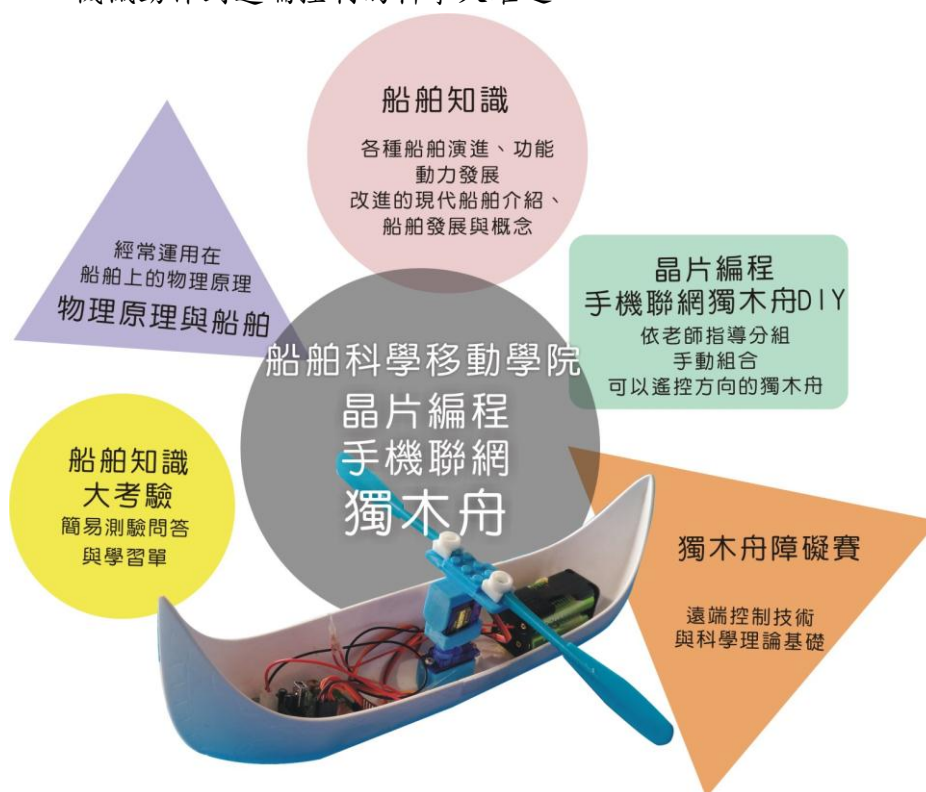 船舶知識
各種船舶演進、功能
動力發展
改進的現代船舶介紹、
船舶發展與概念
經常運用在
船舶上的物理原理
物理原理與船舶
晶片編程
手機聯網獨木舟DIY
依老師指導分組
手動組合
可以遙控方向的獨木舟
船舶科學移動學院
晶片編程
手機聯網
獨木舟
船舶知識
大考驗
簡易測驗問答
與學習單
獨木舟障礙賽
遠端控制技術
與科學理論基礎